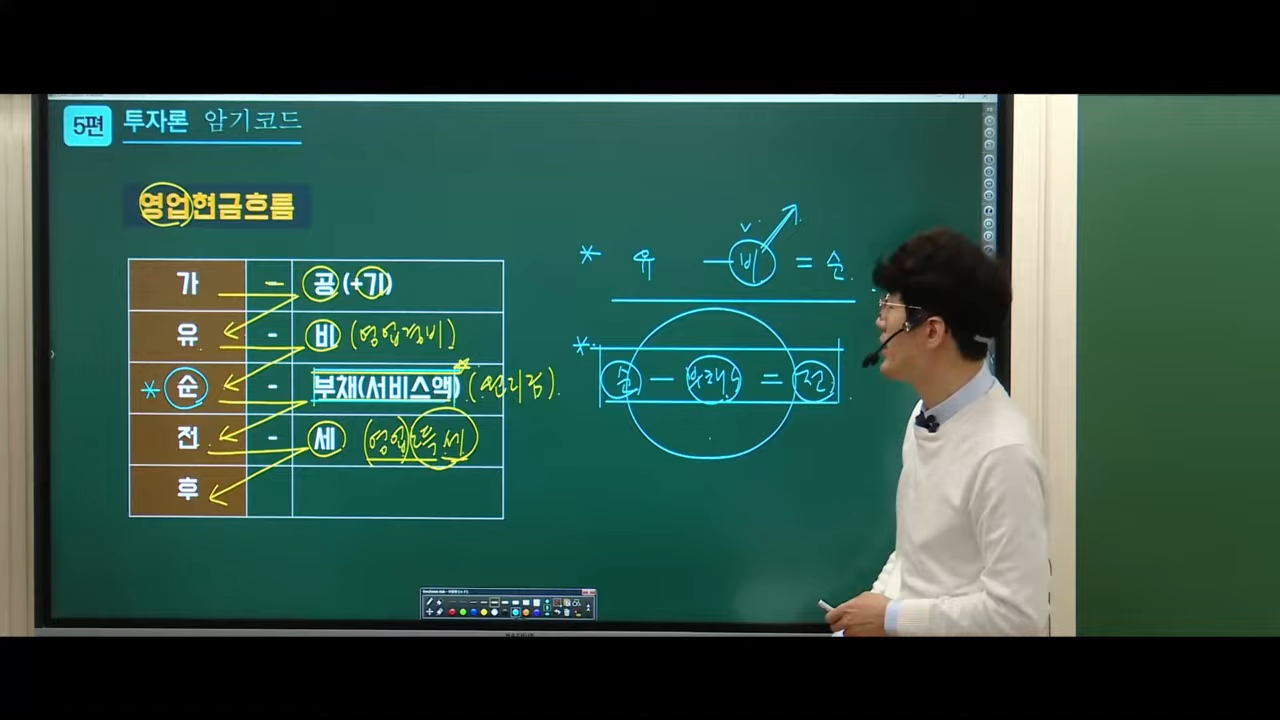 5편 투자론 암기코드
영업현금흐름
가 - 공(+기)
유 - 비 (영업경비)
* 순 - 부채(서비스액) * (원리금).
전 - 세 (영업)소득세
후
* 유 - 비 = 순.
* 순 - 부채S = 전